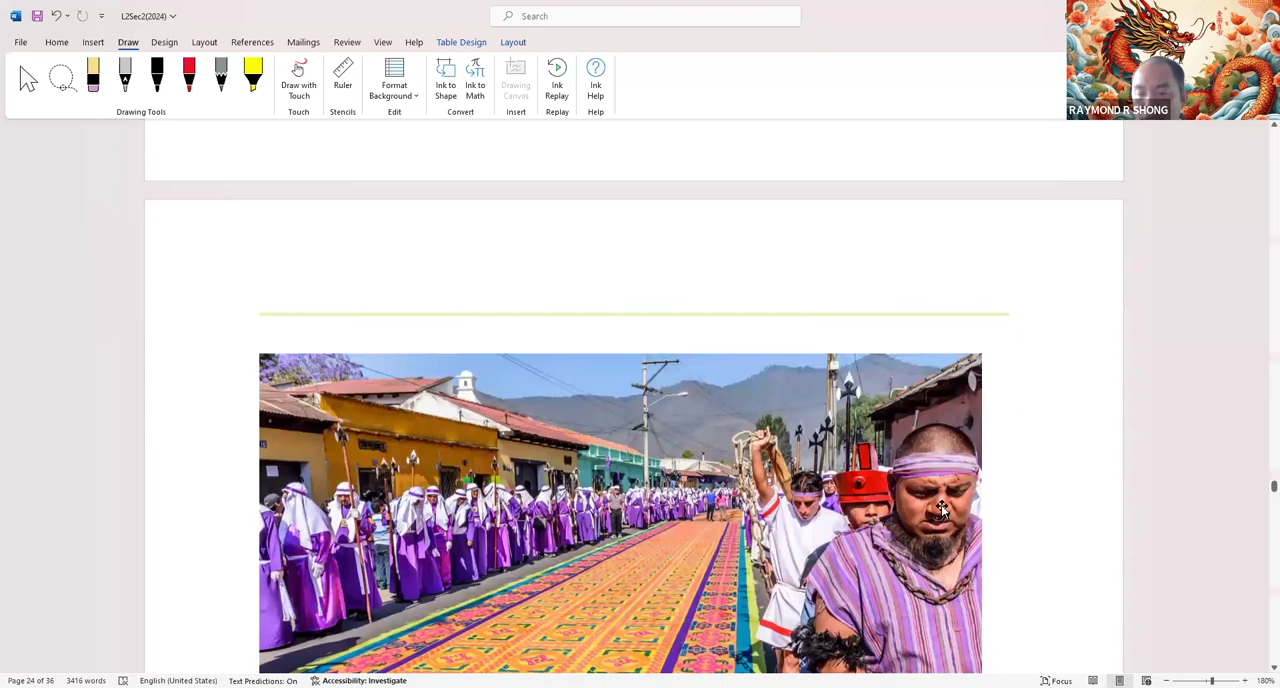 L2Sec2(2024)
Search
File Home Insert Draw Design Layout References Mailings Review View Help Table Design Layout
Draw with Touch
Ruler
Format Background
Ink to Shape
Ink to Math
Drawing Canvas
Ink Replay
Ink Help
Drawing Tools Touch Stencils Edit Convert Insert Replay Help
RAYMOND R SHONG
Page 24 of 36 3416 words English (United States) Text Predictions: On Accessibility: Investigate Focus 180%